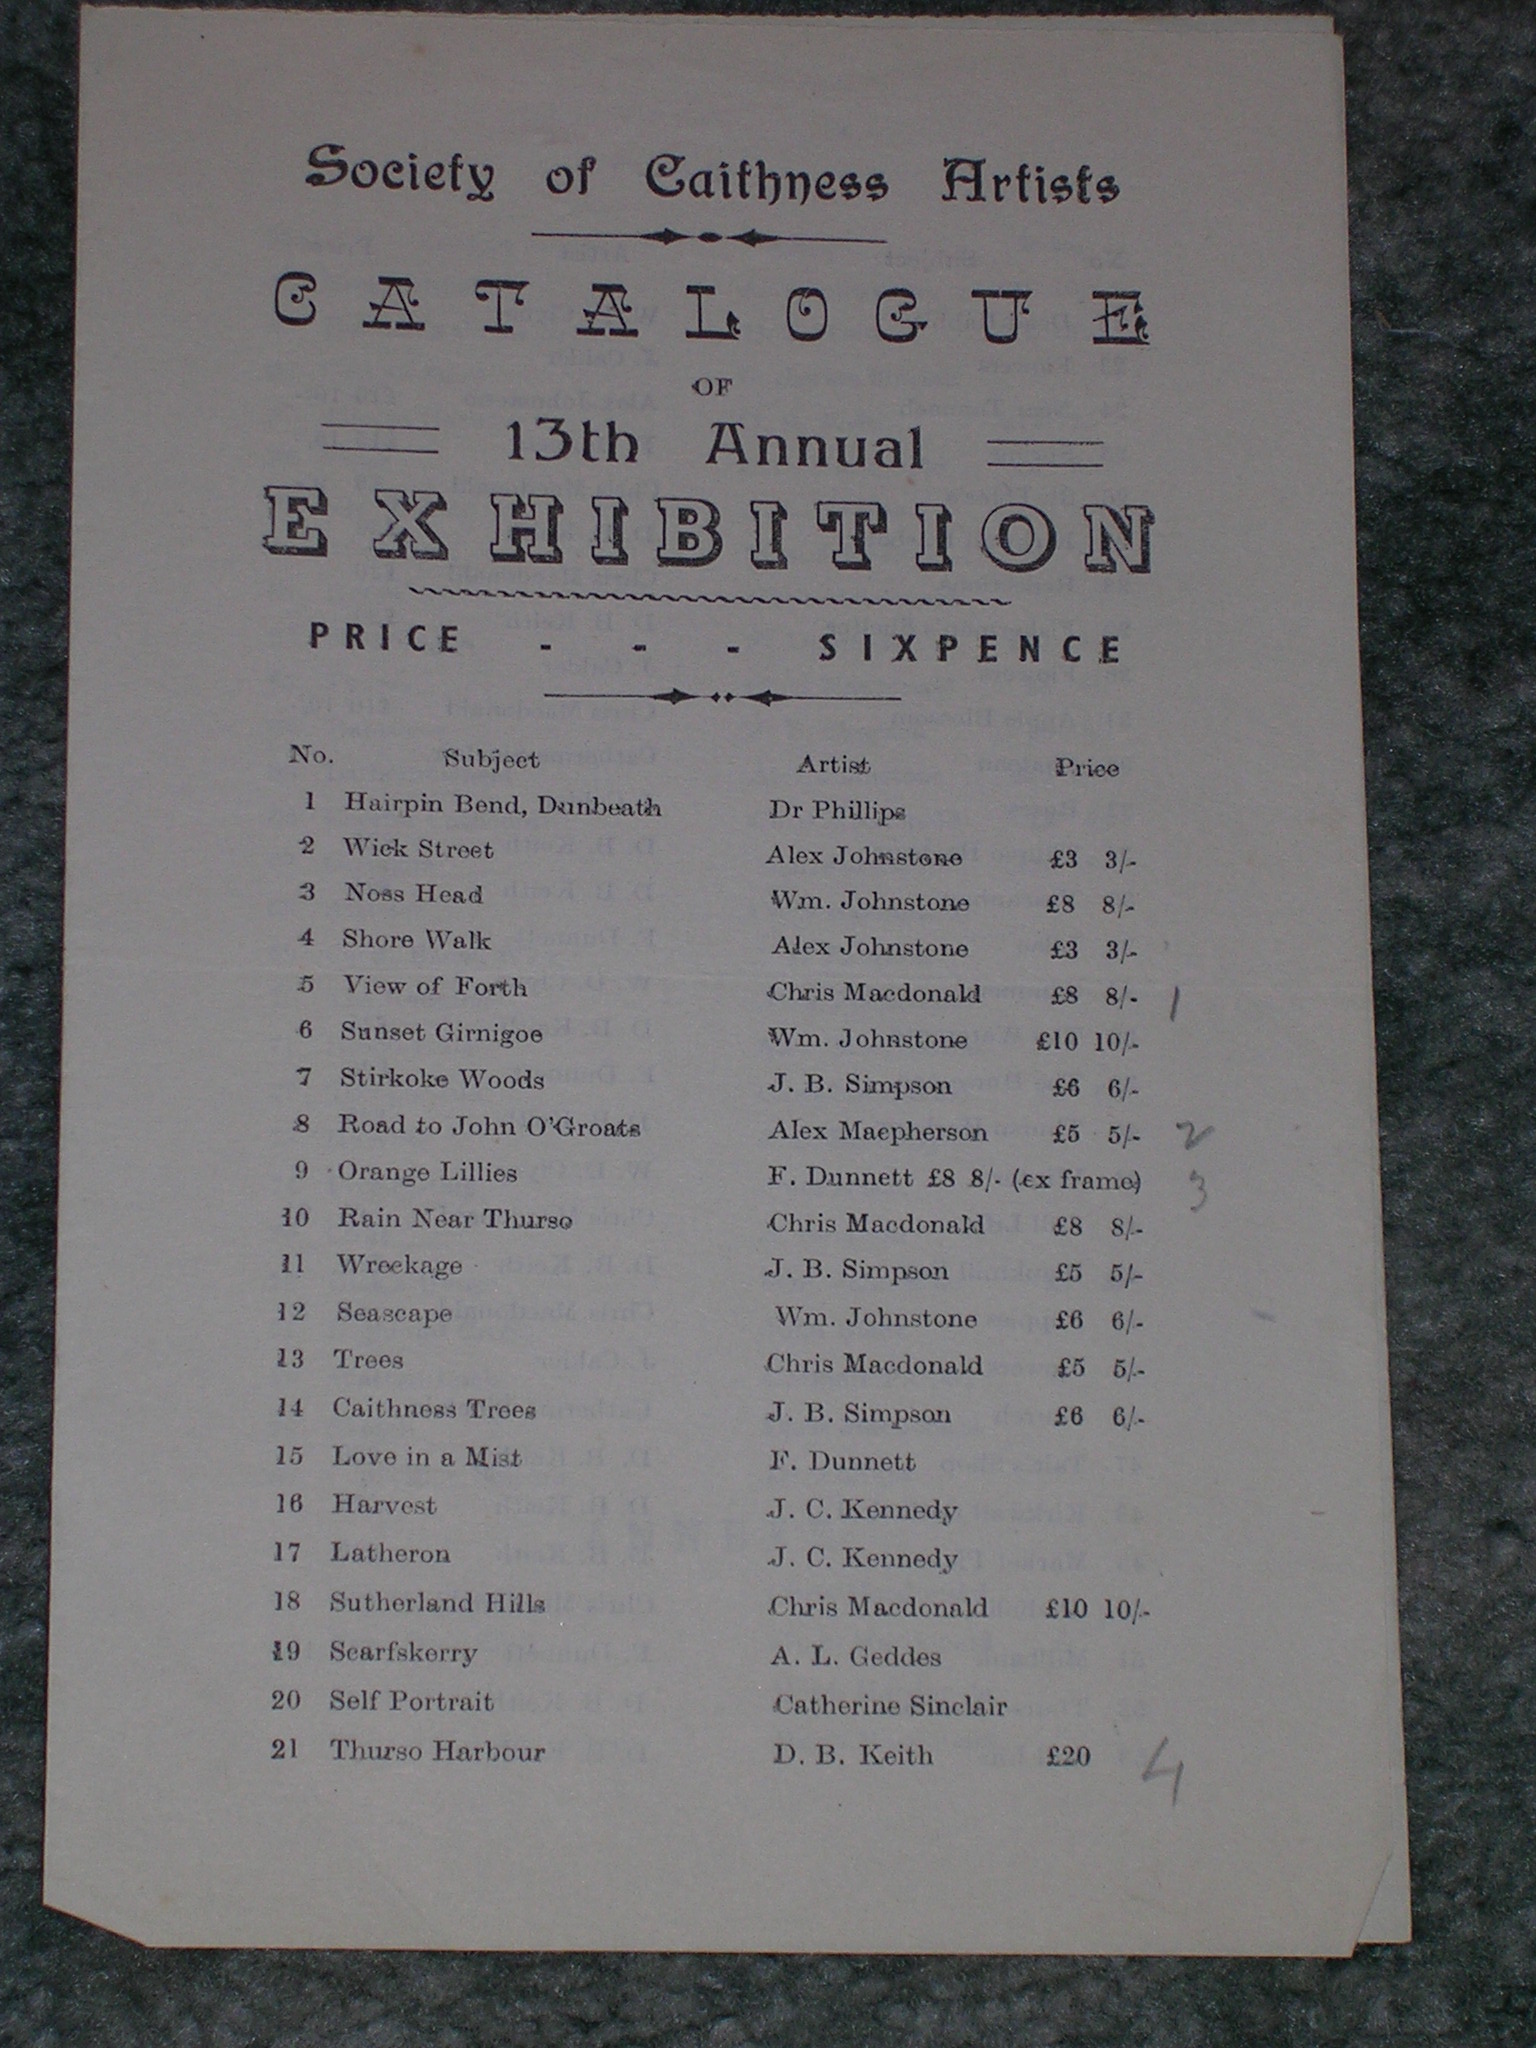 Society of Caithness Artists
CATALOGUE
OF
13th Annual
EXHIBITION
PRICE - - - SIXPENCE
No. Subject Artist Price
1 Hairpin Bend, Dunbeath Dr Phillips
2 Wick Street Alex Johnstone £3 3/-
3 Noss Head Wm. Johnstone £8 8/-
4 Shore Walk Alex Johnstone £3 3/-
5 View of Forth Chris Macdonald £8 8/- 1
6 Sunset Girnigoe Wm. Johnstone £10 10/-
7 Stirkoke Woods J. B. Simpson £6 6/-
8 Road to John O'Groats Alex Macpherson £5 5/- 2
9 Orange Lillies F. Dunnett £8 8/- (ex frame) 3
10 Rain Near Thurso Chris Macdonald £8 8/-
11 Wreckage J. B. Simpson £5 5/-
12 Seascape Wm. Johnstone £6 6/-
13 Trees Chris Macdonald £5 5/-
14 Caithness Trees J. B. Simpson £6 6/-
15 Love in a Mist F. Dunnett
16 Harvest J. C. Kennedy
17 Latheron J. C. Kennedy
18 Sutherland Hills Chris Macdonald £10 10/-
19 Scarfskerry A. L. Geddes
20 Self Portrait Catherine Sinclair
21 Thurso Harbour D. B. Keith £20 4